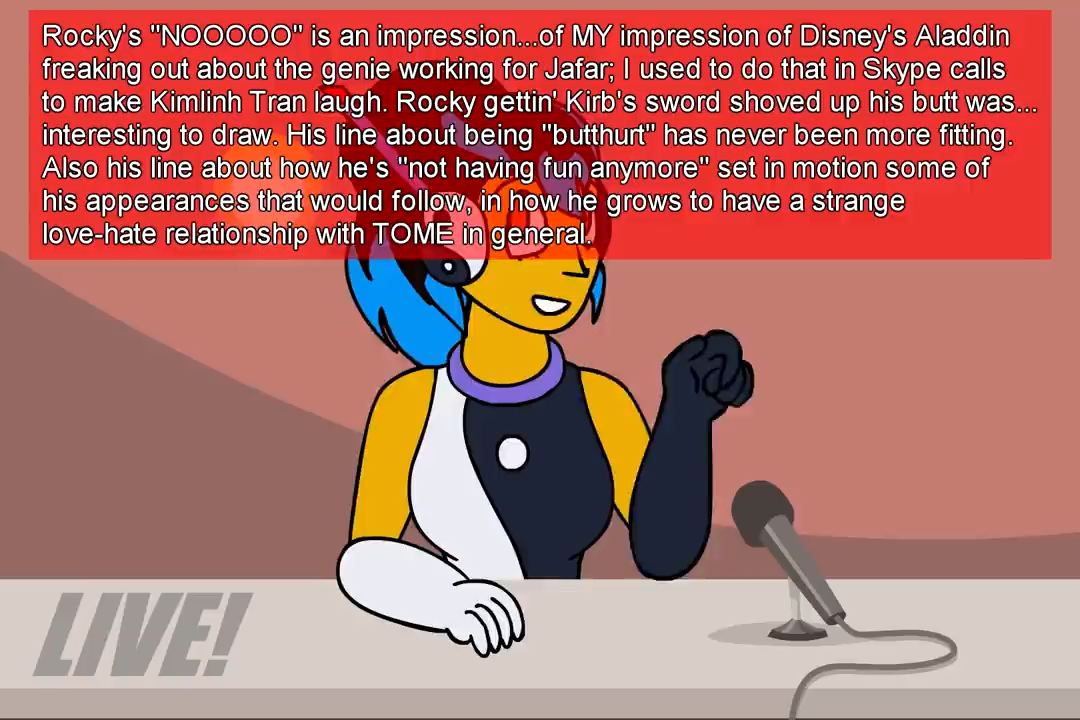 Rocky's "NOOOOO" is an impression...of MY impression of Disney's Aladdin
freaking out about the genie working for Jafar; I used to do that in Skype calls
to make Kimlinh Tran laugh. Rocky gettin' Kirb's sword shoved up his butt was...
interesting to draw. His line about being "butthurt" has never been more fitting.
Also his line about how he's "not having fun anymore" set in motion some of
his appearances that would follow, in how he grows to have a strange
love-hate relationship with TOME in general.
LIVE!